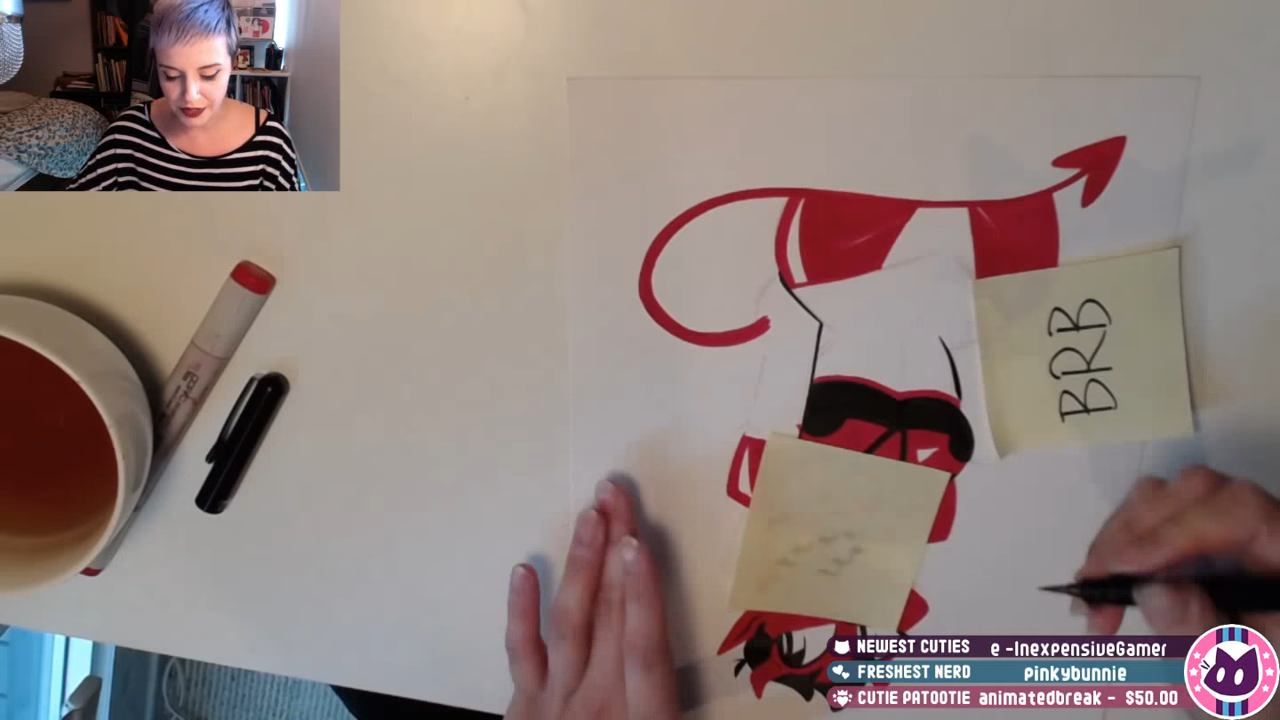 BRB
NEWEST CUTIES e -InexpensiveGamer
FRESHEST NERD pinkybunnie
CUTIE PATOOTIE animatedbreak - $50.00